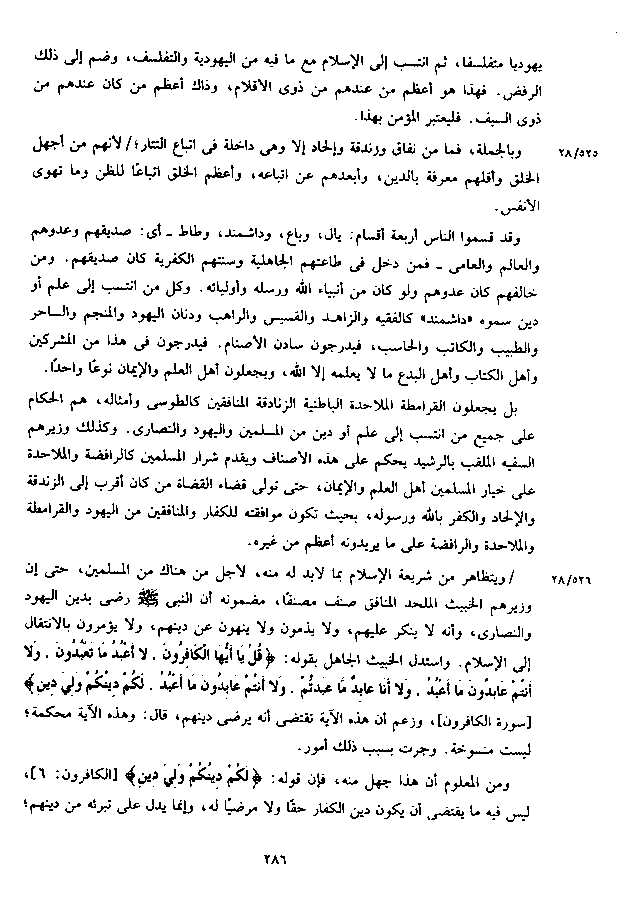 يهوديا متفلسفا، ثم انتسب إلى الإسلام مع ما فيه من اليهودية والتفلسف، وضم إلى ذلك
الرفض. فهذا هو أعظم من عندهم من ذوى الأقلام، وذاك أعظم من كان عندهم من
ذوى السيف. فليعتبر المؤمن بهذا.
٢٨/٥٢٥ وبالجملة، فما من نفاق وزندقة وإلحاد إلا وهى داخلة فى اتباع التتار؛/ لأنهم من أجهل
الخلق وأقلهم معرفة بالدين، وأبعدهم عن اتباعه، وأعظم الخلق اتباعًا للظن وما تهوى
الأنفس.
وقد قسموا الناس أربعة أقسام: يال، وباع، وداشمند، وطاط ـ أى: صديقهم وعدوهم
والعالم والعامى ـ فمن دخل فى طاعتهم الجاهلية وسنتهم الكفرية كان صديقهم. ومن
خالفهم كان عدوهم ولو كان من أنبياء الله ورسله وأوليائه. وكل من انتسب إلى علم أو
دين سموه «داشمند» كالفقيه والزاهد والقسيس والراهب ودنان اليهود والمنجم والساحر
والطبيب والكاتب والحاسب، فيدرجون سادن الأصنام. فيدرجون فى هذا من المشركين
وأهل الكتاب وأهل البدع ما لا يعلمه إلا الله، ويجعلون أهل العلم والإيمان نوعًا واحدًا.
بل يجعلون القرامطة الملاحدة الباطنية الزنادقة المنافقين كالطوسى وأمثاله، هم الحكام
على جميع من انتسب إلى علم أو دين من المسلمين واليهود والنصارى. وكذلك وزيرهم
السفيه الملقب بالرشيد يحكم على هذه الأصناف ويقدم شرار المسلمين كالرافضة والملاحدة
على خيار المسلمين أهل العلم والإيمان، حتى تولى قضاء القضاة من كان أقرب إلى الزندقة
والإلحاد والكفر بالله ورسوله، بحيث تكون موافقته للكفار والمنافقين من اليهود والقرامطة
والملاحدة والرافضة على ما يريدونه أعظم من غيره.
٢٨/٥٢٦ /ويتظاهر من شريعة الإسلام بما لابد له منه، لأجل من هناك من المسلمين، حتى إن
وزيرهم الخبيث الملحد المنافق صنف مصنفًا، مضمونه أن النبى ﷺ رضى بدين اليهود
والنصارى، وأنه لا ينكر عليهم، ولا يذمون ولا ينهون عن دينهم، ولا يؤمرون بالانتقال
إلى الإسلام. واستدل الخبيث الجاهل بقوله: ﴿قُلْ يَا أَيُّهَا الْكَافِرُونَ . لا أَعْبُدُ مَا تَعْبُدُونَ . وَلا
أَنتُمْ عَابِدُونَ مَا أَعْبُدُ . وَلا أَنَا عَابِدٌ مَّا عَبَدتُّمْ . وَلا أَنتُمْ عَابِدُونَ مَا أَعْبُدُ . لَكُمْ دِينُكُمْ وَلِيَ دِينِ﴾
[سورة الكافرون]، وزعم أن هذه الآية تقتضى أنه يرضى دينهم، قال: وهذه الآية محكمة؛
ليست منسوخة. وجرت بسبب ذلك أمور.
ومن المعلوم أن هذا جهل منه، فإن قوله: ﴿لَكُمْ دِينُكُمْ وَلِيَ دِينِ﴾ [الكافرون: ٦]،
ليس فيه ما يقتضى أن يكون دين الكفار حقًا ولا مرضيًا له، وإنما يدل على تبرئه من دينهم؛
٢٨٦